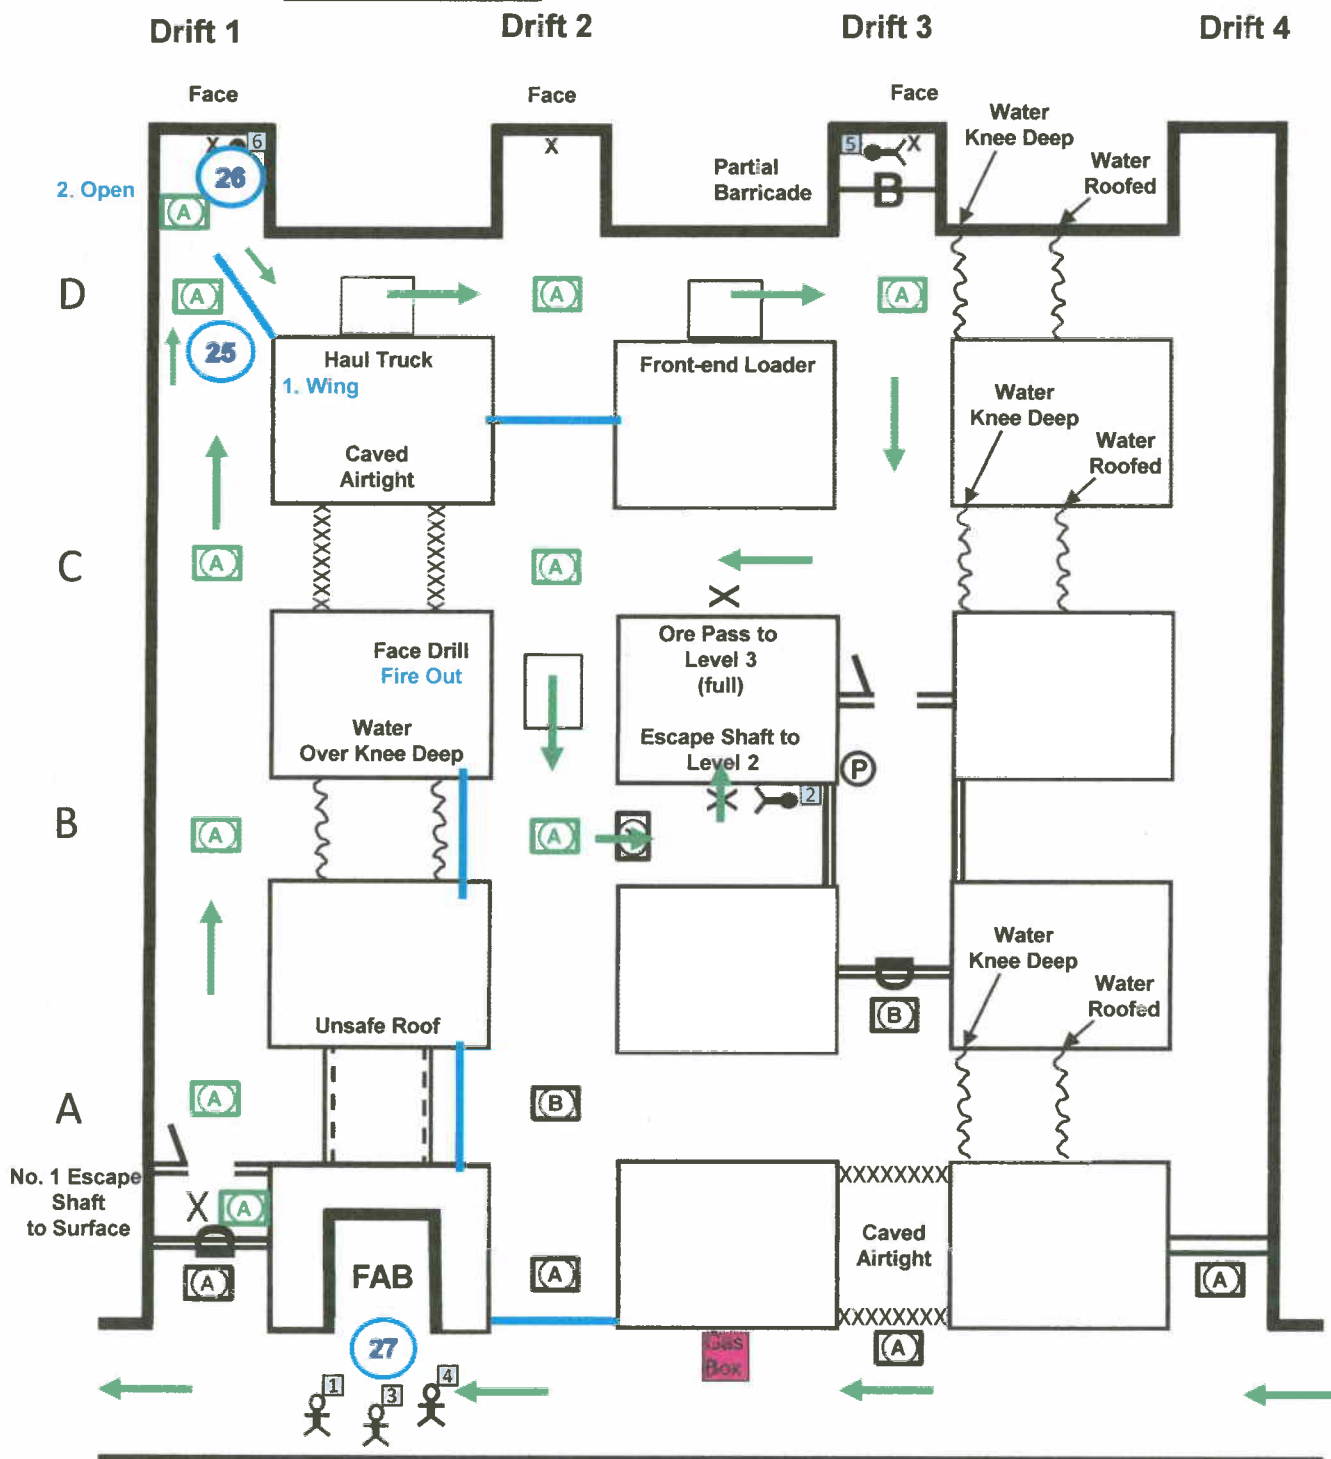 Drift 1
Drift 2
Drift 3
Drift 4
Face
Face
Face
Water
Knee Deep
X
6
X
5
X
Partial
Barricade
B
Water
Roofed
26
2. Open
A
D
A
A
A
25
Haul Truck
1. Wing
Caved
Airtight
Front-end Loader
Water
Knee Deep
Water
Roofed
C
A
A
X
Face Drill
Fire Out
Water
Over Knee Deep
Ore Pass to
Level 3
(full)
Escape Shaft to
Level 2
P
X
2
B
A
A
Unsafe Roof
Water
Knee Deep
Water
Roofed
B
A
A
B
No. 1 Escape
Shaft
to Surface
X
A
A
FAB
A
Caved
Airtight
A
A
27
Gas
Box
1
3
4